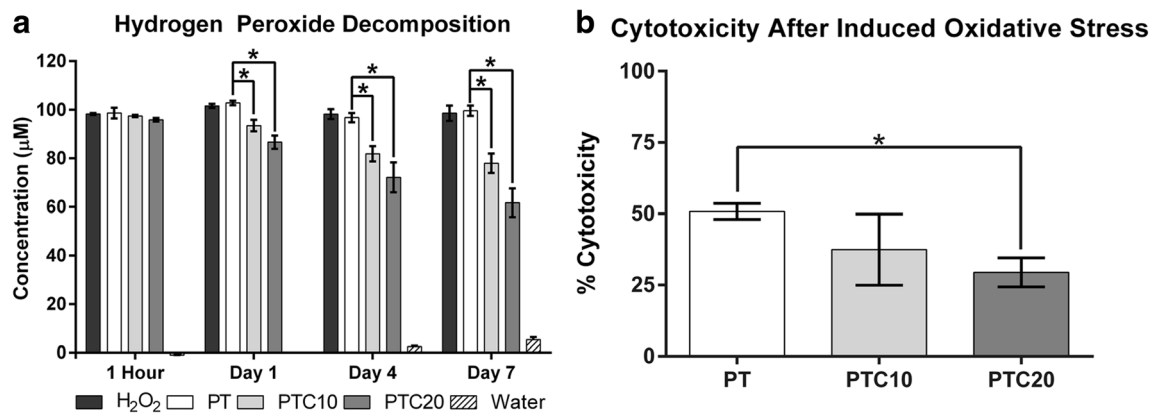 a Hydrogen Peroxide Decomposition
120
100
80
60
40
20
0
Concentration (μM)
* * * * * *
1 Hour Day 1 Day 4 Day 7
H₂O₂ PT PTC10 PTC20 Water
b Cytotoxicity After Induced Oxidative Stress
100
75
50
25
0
% Cytotoxicity
*
PT PTC10 PTC20